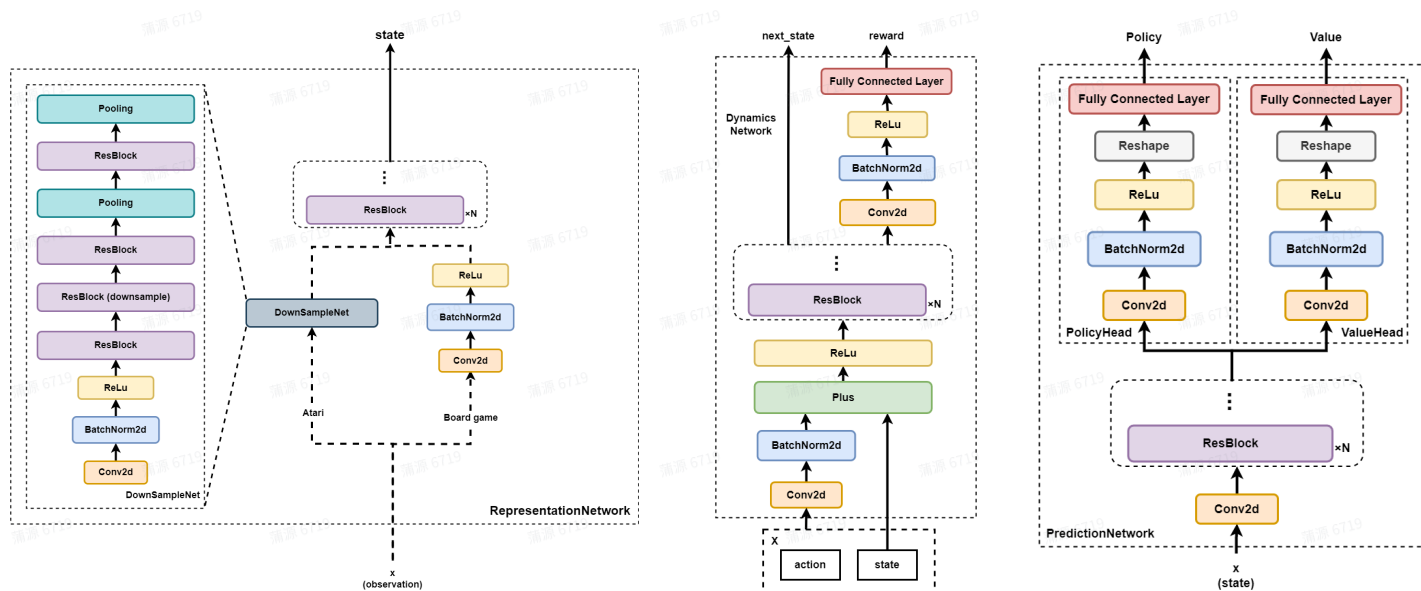 state
Pooling
ResBlock
Pooling
ResBlock
ResBlock (downsample)
ResBlock
ReLu
BatchNorm2d
Conv2d
DownSampleNet
DownSampleNet
⋮
ResBlock
×N
ReLu
BatchNorm2d
Conv2d
Atari
Board game
RepresentationNetwork
x
(observation)
next_state
reward
Dynamics
Network
Fully Connected Layer
ReLu
BatchNorm2d
Conv2d
⋮
ResBlock
×N
ReLu
Plus
BatchNorm2d
Conv2d
X
action
state
Policy
Value
Fully Connected Layer
Reshape
ReLu
BatchNorm2d
Conv2d
PolicyHead
Fully Connected Layer
Reshape
ReLu
BatchNorm2d
Conv2d
ValueHead
⋮
ResBlock
×N
Conv2d
PredictionNetwork
x
(state)
蒲源 6719